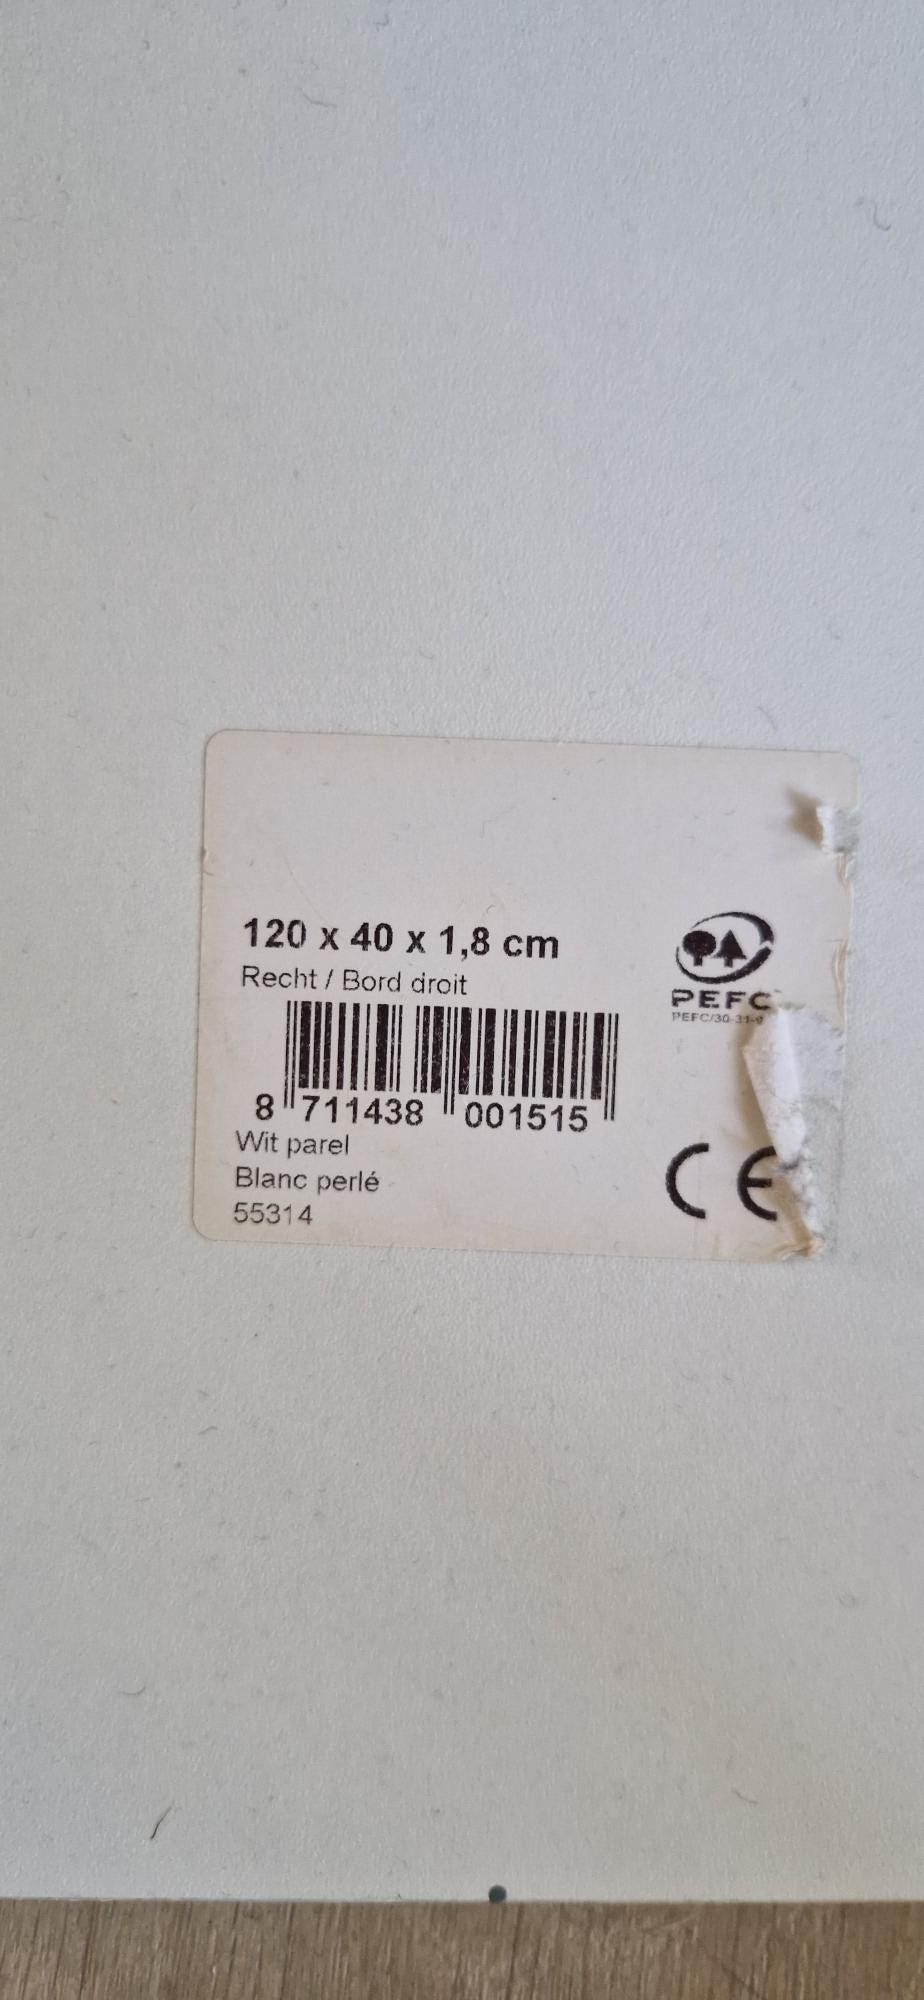 120 x 40 x 1,8 cm
Recht / Bord droit
8 711438 001515
Wit parel
Blanc perlé
55314
PEFC
CE